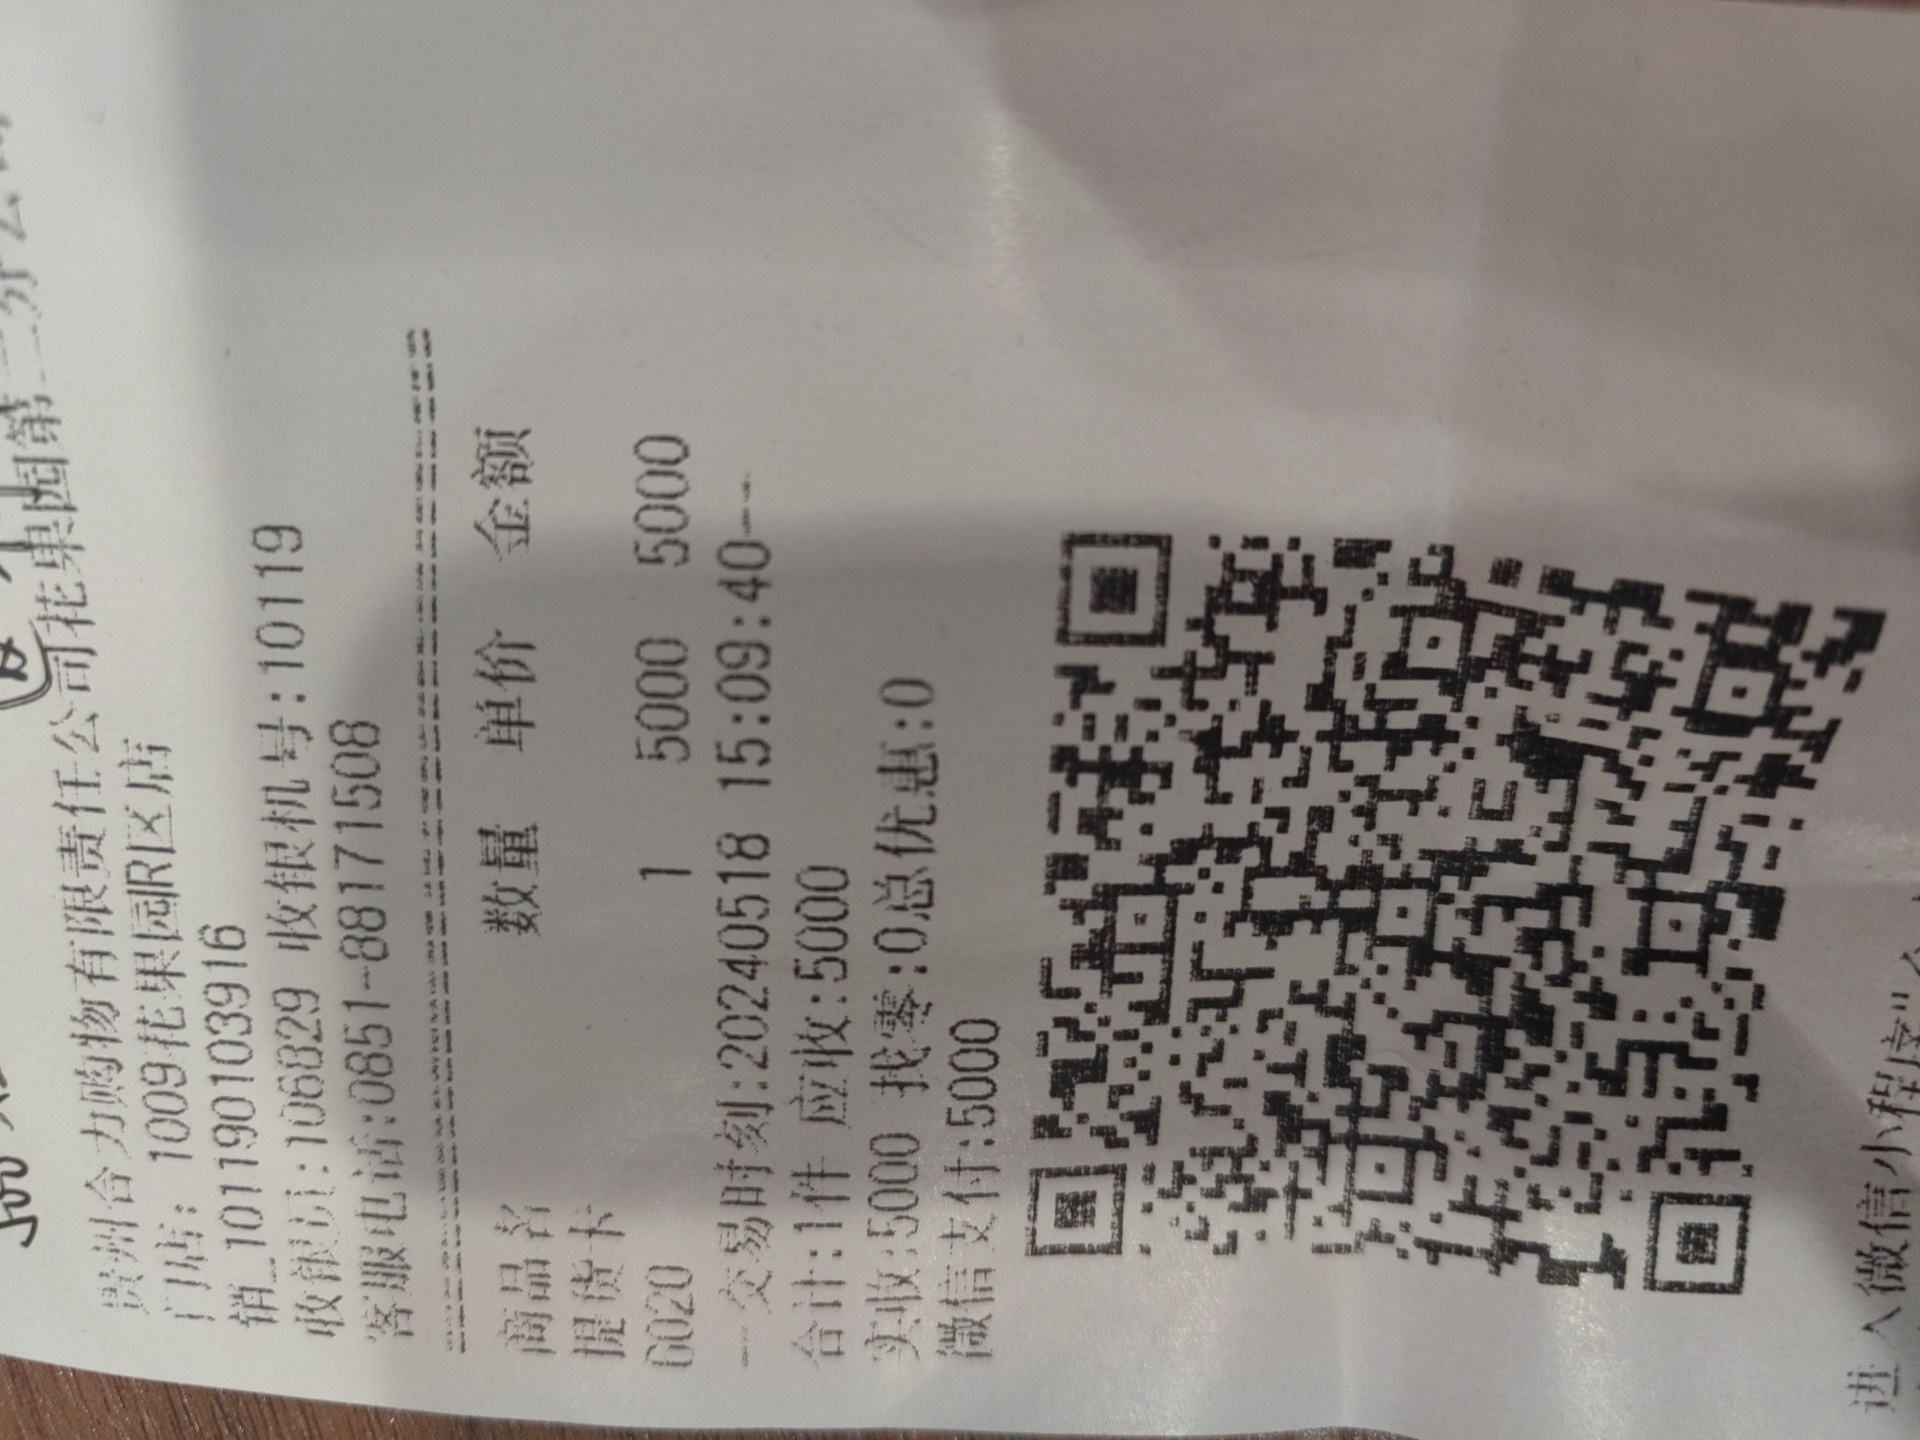 500
贵州合力购物有限责任公司花果园第二分公司
门店: 1009花果园R区店
销_1011901039916
收银员:106829 收银机号:10119
客服电话:0851-88171508
商品名 数量 单价 金额
提货卡
6020 1 5000 5000
--交易时刻:20240518 15:09:40---
合计:1件 应收:5000
实收:5000 找零:0总优惠:0
微信支付:5000
进入微信小程序"合